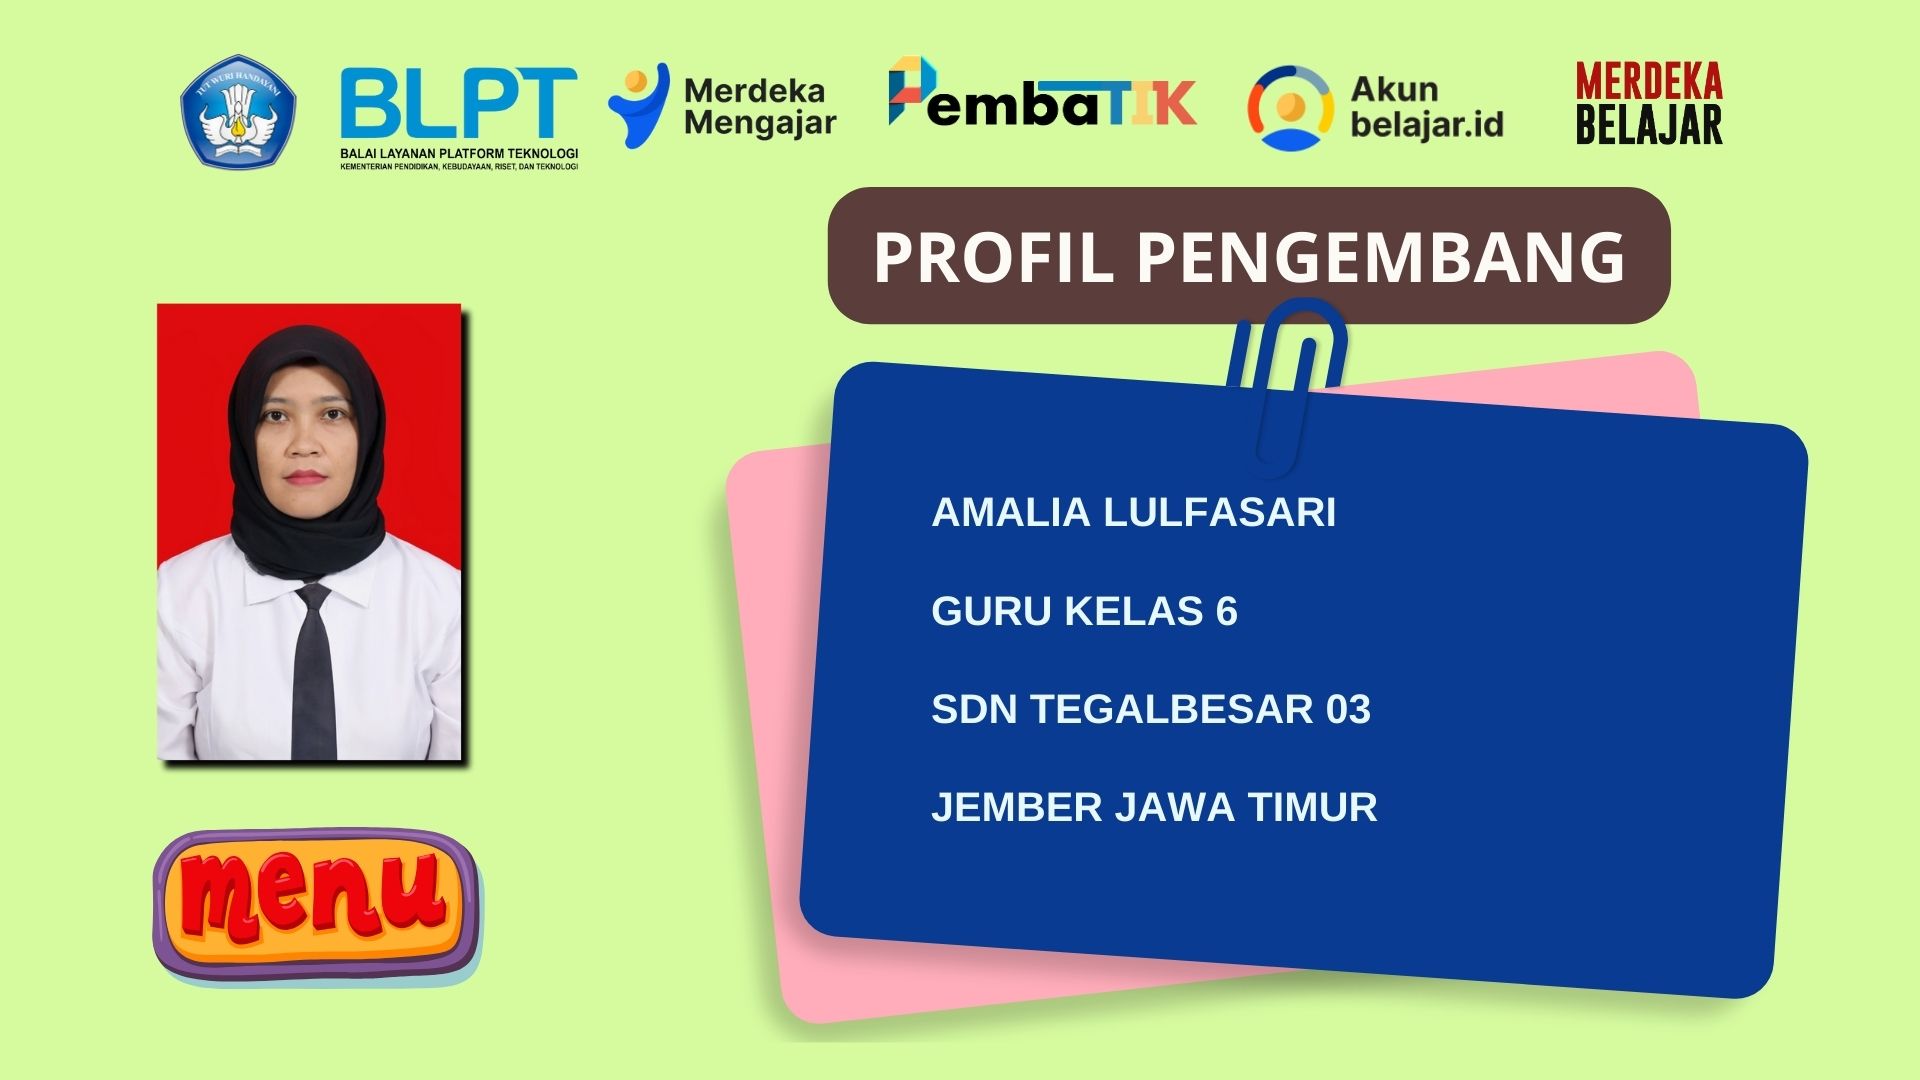 TUT WURI HANDAYANI
BLPT
BALAI LAYANAN PLATFORM TEKNOLOGI
KEMENTERIAN PENDIDIKAN, KEBUDAYAAN, RISET, DAN TEKNOLOGI
Merdeka
Mengajar
PembaTIK
Akun
belajar.id
MERDEKA
BELAJAR
PROFIL PENGEMBANG
AMALIA LULFASARI
GURU KELAS 6
SDN TEGALBESAR 03
JEMBER JAWA TIMUR
menu